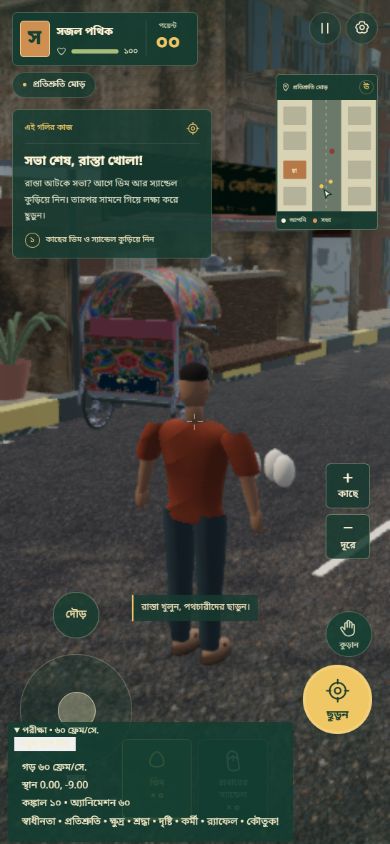 স
সজল পথিক
১০০
পয়েন্ট
০০
প্রতিশ্রুতি মোড়
এই গলির কাজ
সভা শেষ, রাস্তা খোলা!
রাস্তা আটকে সভা? আগে ডিম আর স্যান্ডেল
কুড়িয়ে নিন। তারপর সামনে গিয়ে লক্ষ্য করে
ছুড়ুন।
১ কাছের ডিম ও স্যান্ডেল কুড়িয়ে নিন
প্রতিশ্রুতি মোড়
উ
চা
আপনি
সভা
+
কাছে
−
দূরে
রাস্তা খুলুন, পথচারীদের ছাড়ুন।
দৌড়
কুড়ান
ছুড়ুন
▼ পরীক্ষা • ৬০ ফ্রেম/সে.
গড় ৬০ ফ্রেম/সে.
স্থান 0.00, -9.00
কঙ্কাল ১০ • অ্যানিমেশন ৬০
স্বাধীনতা • প্রতিশ্রুতি • ক্ষুদ্র • শ্রদ্ধা • দৃষ্টি • কর্মী • র‍্যাফেল • কৌতুকা
ডিম